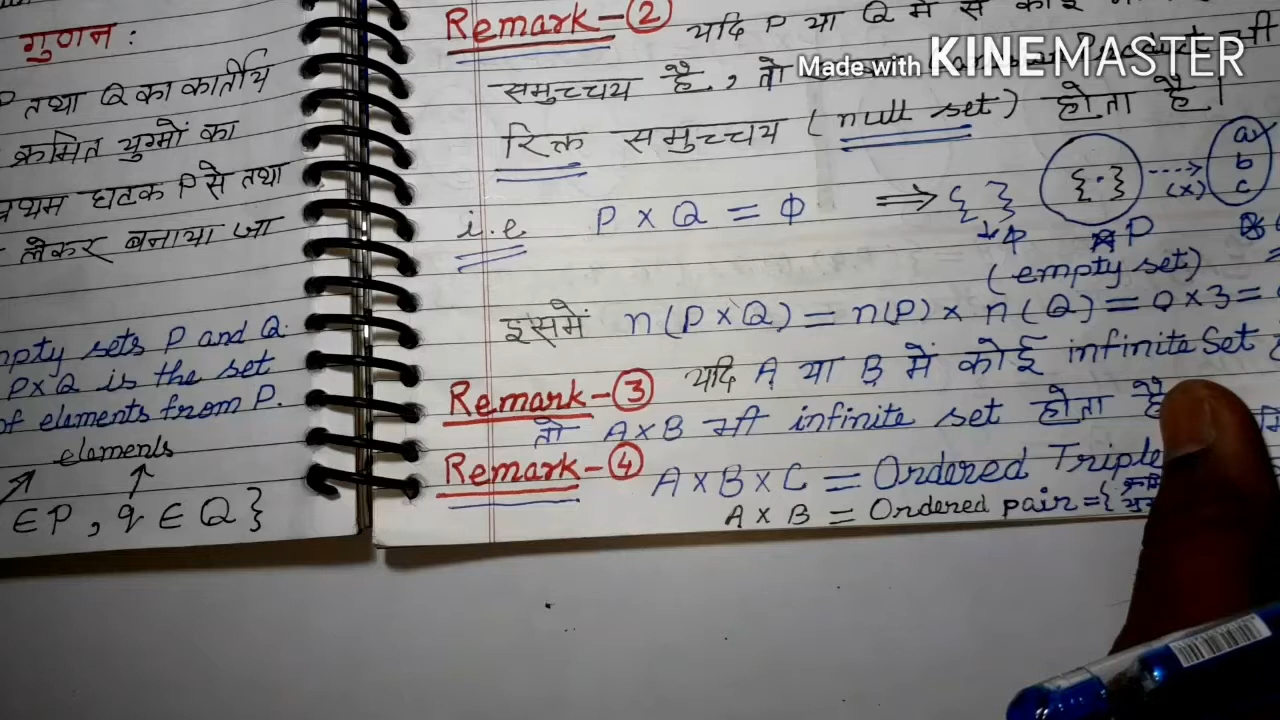 गुणन :
P तथा Q का कार्तीय
क्रमित युग्मों का
प्रथम घटक P से तथा
लेकर बनाया जा
mpty sets P and Q.
P×Q is the set
of elements from P.
elements
∈P, q ∈ Q}
Remark-②
यदि P या Q में से कोई
समुच्चय है, तो
रिक्त समुच्चय (null set) होता है।
i.e P × Q = ϕ ⇒ { } {·} (×) a b c
ϕ P
(empty set)
इसमें n(P×Q) = n(P) × n(Q) = 0×3=
Remark-③ यदि A या B में कोई infinite Set
तो A×B भी infinite set होता है
Remark-④ A×B×C = Ordered Triple
A × B = Ordered pair = {
Made with KINEMASTER